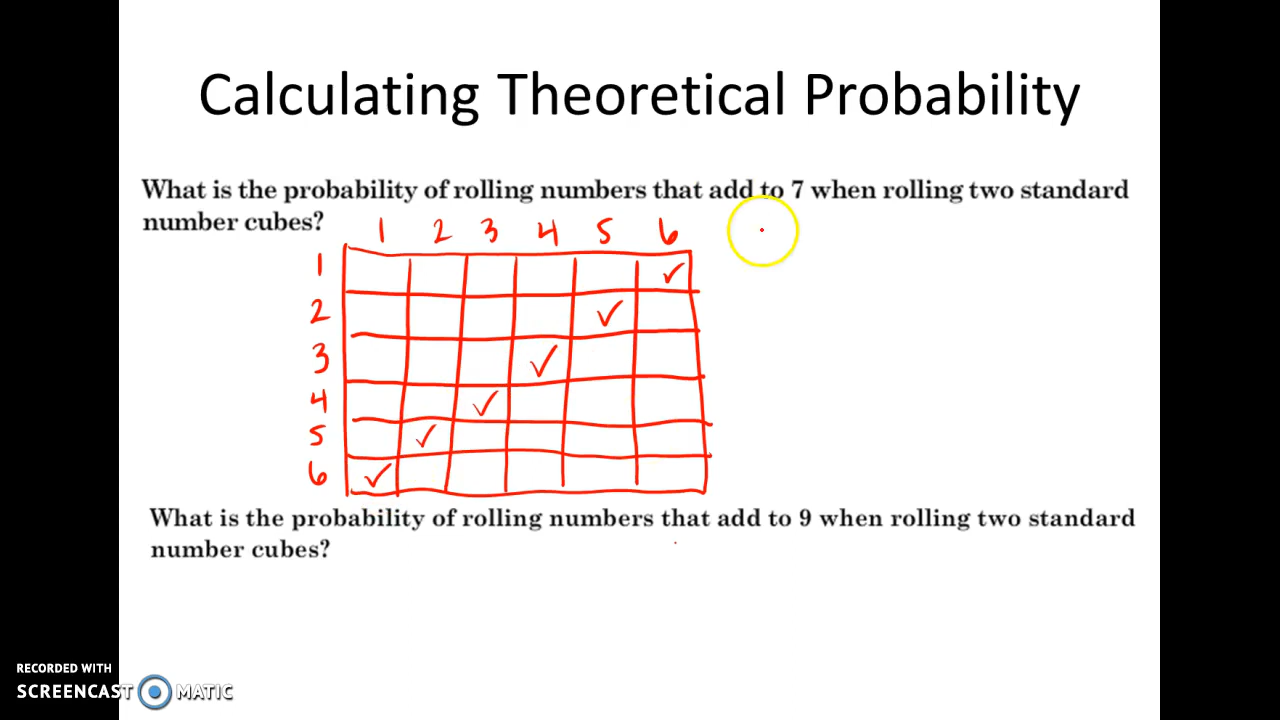 Calculating Theoretical Probability
What is the probability of rolling numbers that add to 7 when rolling two standard
number cubes?
1 2 3 4 5 6
1
2
3
4
5
6
What is the probability of rolling numbers that add to 9 when rolling two standard
number cubes?
RECORDED WITH
SCREENCAST MATIC